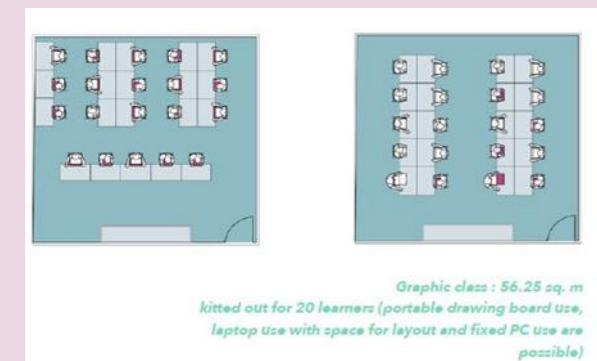 Graphic class : 56.25 sq. m
kitted out for 20 learners (portable drawing board use,
laptop use with space for layout and fixed PC use are
possible)